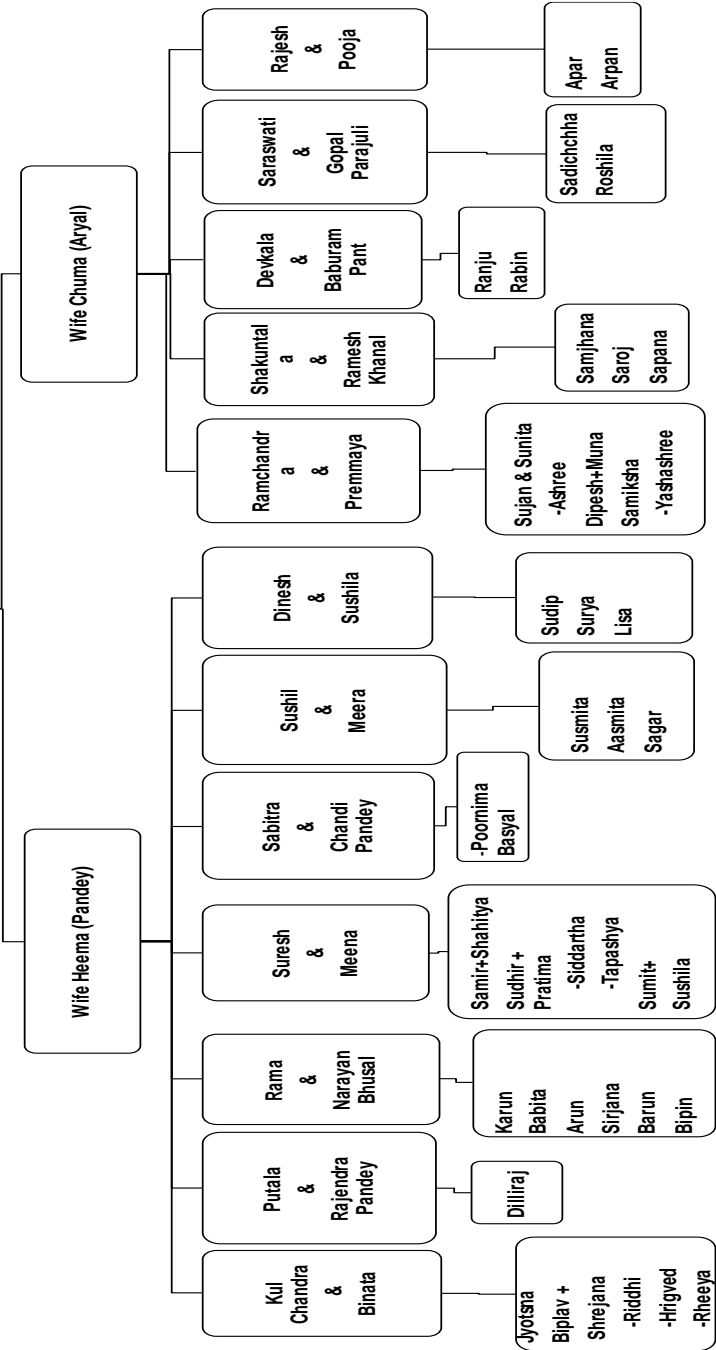 Wife Heema (Pandey)
Wife Chuma (Aryal)
Kul
Chandra
&
Binata
Putala
&
Rajendra
Pandey
Rama
&
Narayan
Bhusal
Suresh
&
Meena
Sabitra
&
Chandi
Pandey
Sushil
&
Meera
Dinesh
&
Sushila
Ramchandr
a
&
Premmaya
Shakuntal
a
&
Ramesh
Khanal
Devkala
&
Baburam
Pant
Saraswati
&
Gopal
Parajuli
Rajesh
&
Pooja
Jyotsna
Biplav +
Shrejana
-Riddhi
-Hrigved
-Rheeya
Dilliraj
Karun
Babita
Arun
Sirjana
Barun
Bipin
Samir+Shahitya
Sudhir +
Pratima
-Siddartha
-Tapashya
Sumit+
Sushila
-Poornima
Basyal
Susmita
Aasmita
Sagar
Sudip
Surya
Lisa
Sujan & Sunita
-Ashree
Dipesh+Muna
Samiksha
-Yashashree
Samjhana
Saroj
Sapana
Ranju
Rabin
Sadichchha
Roshila
Apar
Arpan